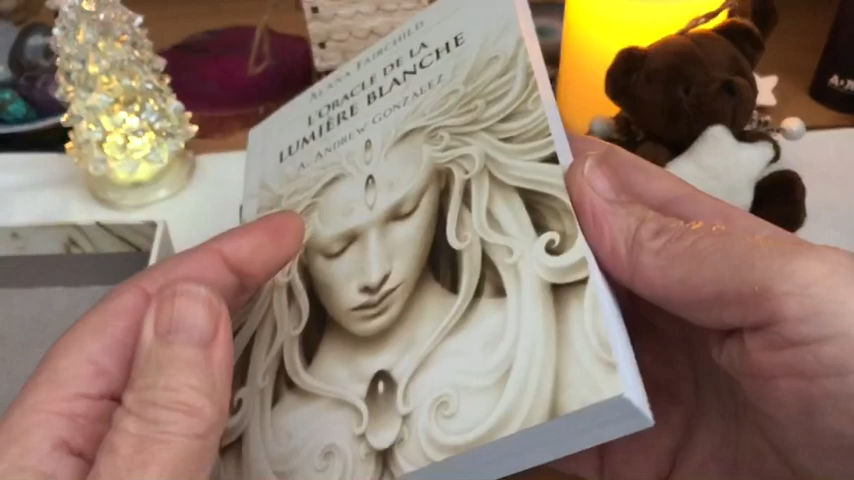 ALANA FAIRCHILD
L'ORACLE DE LA
LUMIÈRE BLANCHE
A. ANDREW GONZALEZ